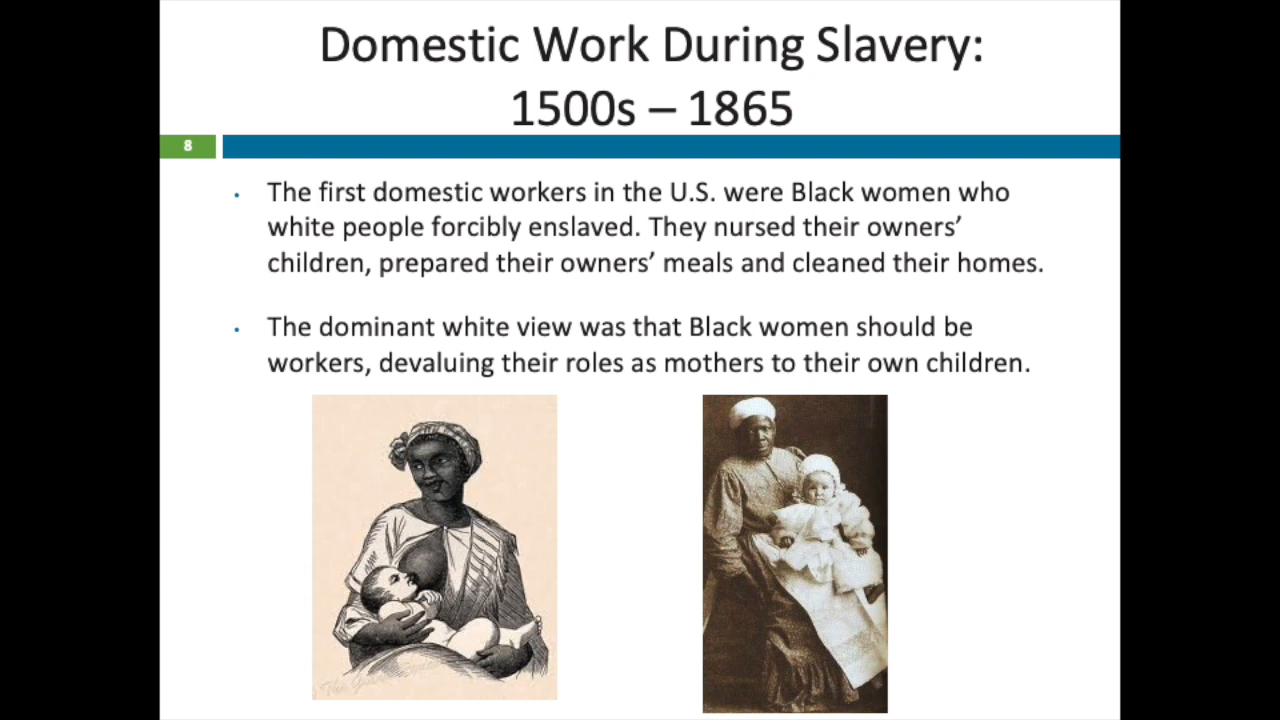 Domestic Work During Slavery:
1500s – 1865
8
• The first domestic workers in the U.S. were Black women who
white people forcibly enslaved. They nursed their owners’
children, prepared their owners’ meals and cleaned their homes.
• The dominant white view was that Black women should be
workers, devaluing their roles as mothers to their own children.